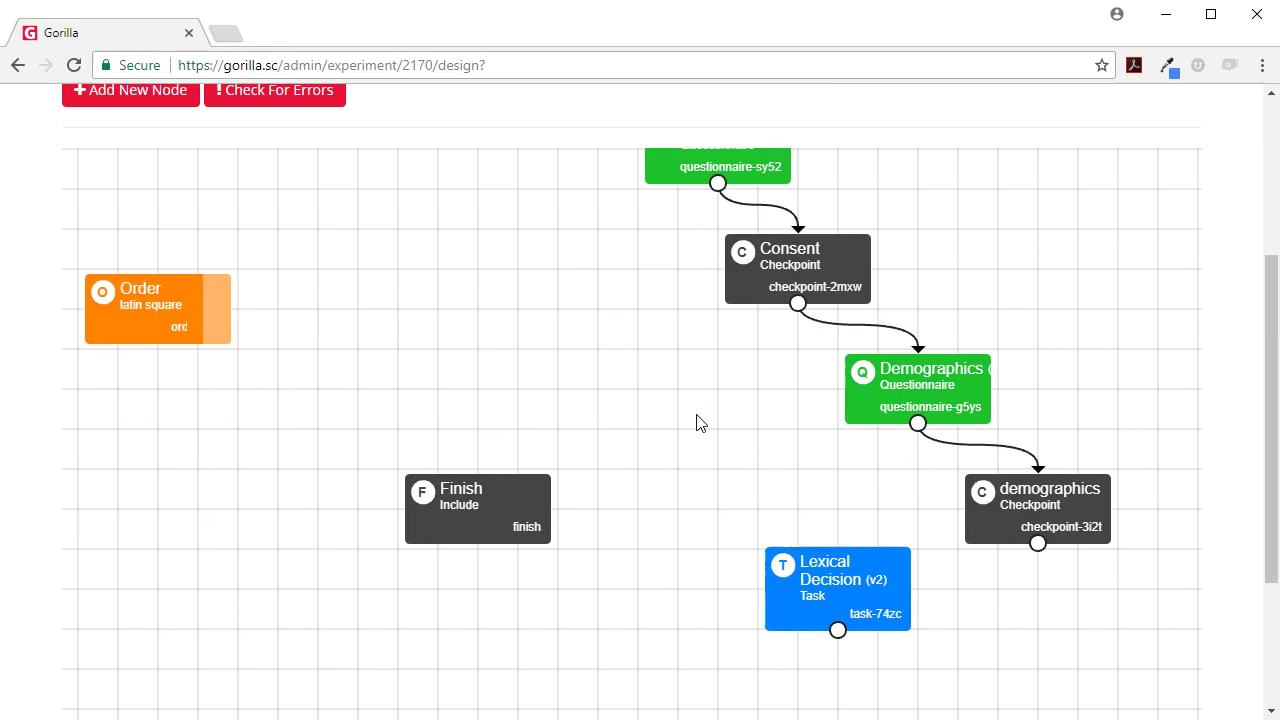 Gorilla
Secure https://gorilla.sc/admin/experiment/2170/design?
Add New Node ! Check For Errors
questionnaire-sy52
C Consent
Checkpoint
checkpoint-2mxw
O Order
latin square
ord
Q Demographics (
Questionnaire
questionnaire-g5ys
F Finish
Include
finish
C demographics
Checkpoint
checkpoint-3i2t
T Lexical
Decision (v2)
Task
task-74zc